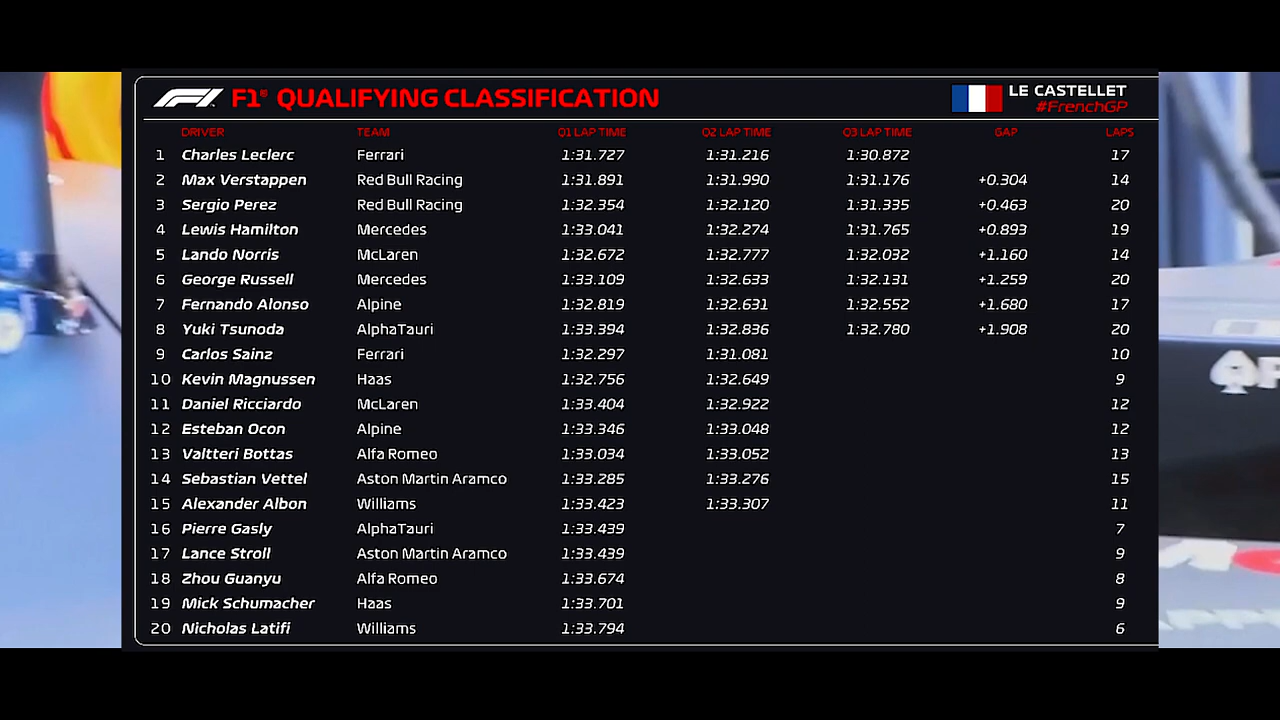 F1 F1® QUALIFYING CLASSIFICATION LE CASTELLET
#FrenchGP
DRIVER TEAM Q1 LAP TIME Q2 LAP TIME Q3 LAP TIME GAP LAPS
1 Charles Leclerc Ferrari 1:31.727 1:31.216 1:30.872 17
2 Max Verstappen Red Bull Racing 1:31.891 1:31.990 1:31.176 +0.304 14
3 Sergio Perez Red Bull Racing 1:32.354 1:32.120 1:31.335 +0.463 20
4 Lewis Hamilton Mercedes 1:33.041 1:32.274 1:31.765 +0.893 19
5 Lando Norris McLaren 1:32.672 1:32.777 1:32.032 +1.160 14
6 George Russell Mercedes 1:33.109 1:32.633 1:32.131 +1.259 20
7 Fernando Alonso Alpine 1:32.819 1:32.631 1:32.552 +1.680 17
8 Yuki Tsunoda AlphaTauri 1:33.394 1:32.836 1:32.780 +1.908 20
9 Carlos Sainz Ferrari 1:32.297 1:31.081 10
10 Kevin Magnussen Haas 1:32.756 1:32.649 9
11 Daniel Ricciardo McLaren 1:33.404 1:32.922 12
12 Esteban Ocon Alpine 1:33.346 1:33.048 12
13 Valtteri Bottas Alfa Romeo 1:33.034 1:33.052 13
14 Sebastian Vettel Aston Martin Aramco 1:33.285 1:33.276 15
15 Alexander Albon Williams 1:33.423 1:33.307 11
16 Pierre Gasly AlphaTauri 1:33.439 7
17 Lance Stroll Aston Martin Aramco 1:33.439 9
18 Zhou Guanyu Alfa Romeo 1:33.674 8
19 Mick Schumacher Haas 1:33.701 9
20 Nicholas Latifi Williams 1:33.794 6